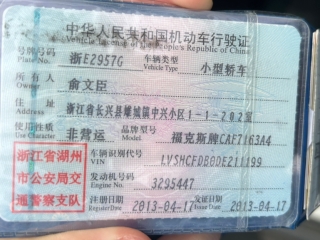 中华人民共和国机动车行驶证
Vehicle License of the People's Republic of China
号牌号码 浙E2957G 车辆类型 小型轿车
Plate No. Vehicle Type
所有人 俞文臣
Owner
住址 浙江省长兴县雉城镇中兴小区1-1-202室
Address
使用性质 非营运 品牌型号 福克斯牌CAF7163A4
Use Character Model
浙江省湖州
市公安局交
通警察支队
车辆识别代号 LVSHCFDB0DE211199
VIN
发动机号码 3295447
Engine No.
注册日期 2013-04-17 发证日期 2013-04-17
Register Date Issue Date